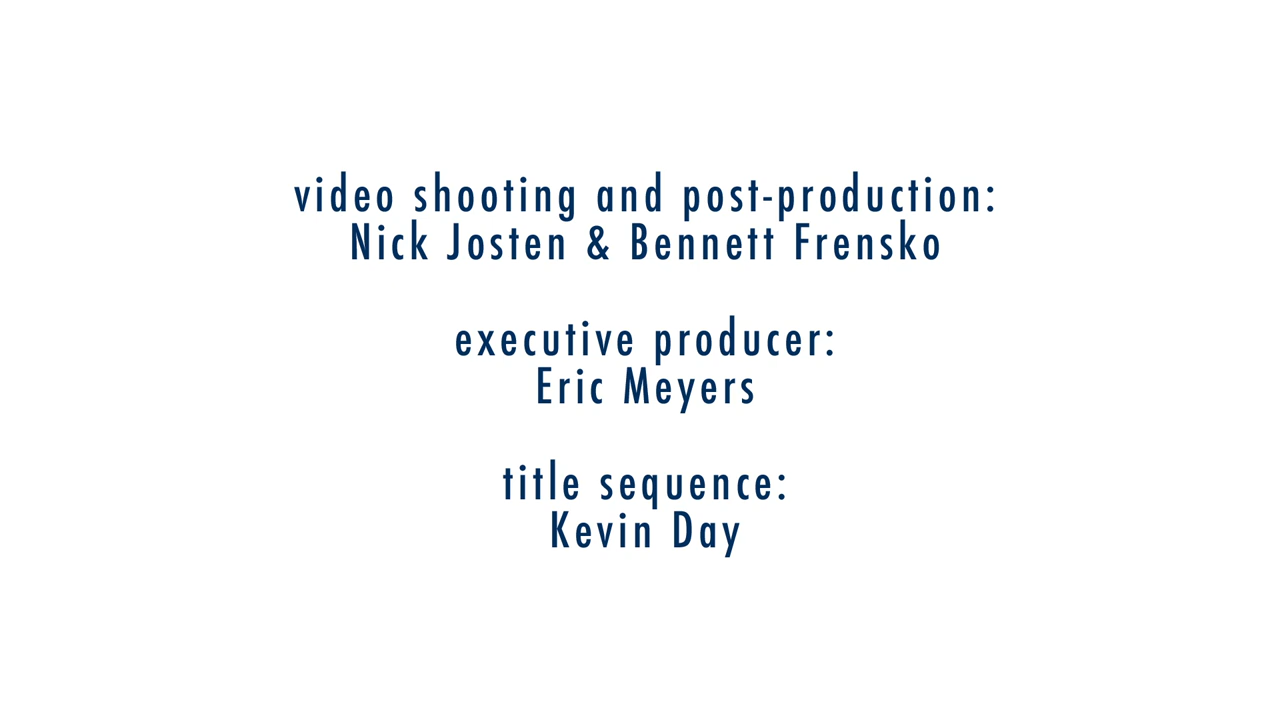 video shooting and post-production:
Nick Josten & Bennett Frensko
executive producer:
Eric Meyers
title sequence:
Kevin Day